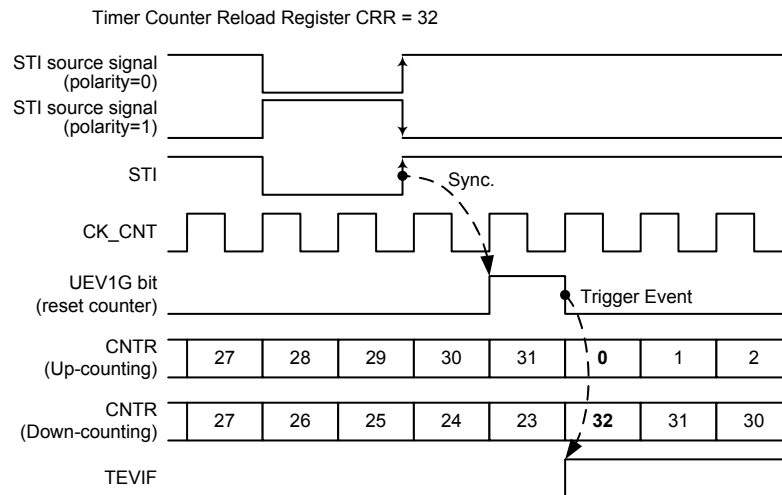 Timer Counter Reload Register CRR = 32
STI source signal
(polarity=0)
STI source signal
(polarity=1)
STI
Sync.
CK_CNT
UEV1G bit
(reset counter)
Trigger Event
CNTR
(Up-counting)
27 28 29 30 31 0 1 2
CNTR
(Down-counting)
27 26 25 24 23 32 31 30
TEVIF